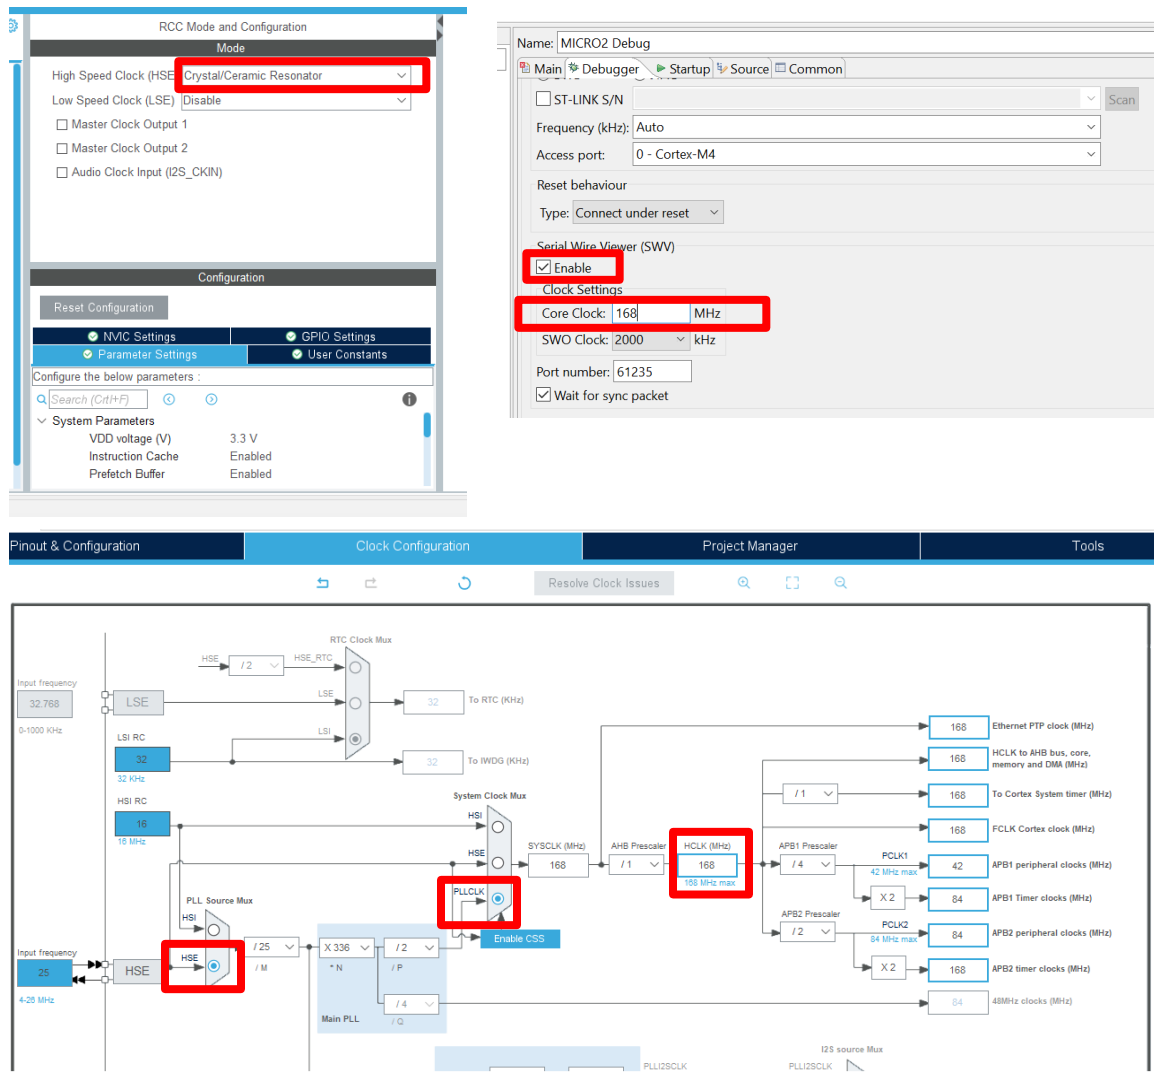 RCC Mode and Configuration
Mode
High Speed Clock (HSE Crystal/Ceramic Resonator
Low Speed Clock (LSE) Disable
Master Clock Output 1
Master Clock Output 2
Audio Clock Input (I2S_CKIN)
Configuration
Reset Configuration
NVIC Settings
GPIO Settings
Parameter Settings
User Constants
Configure the below parameters :
Search (Crtl+F)
System Parameters
VDD voltage (V) 3.3 V
Instruction Cache Enabled
Prefetch Buffer Enabled
Name: MICRO2 Debug
Main Debugger Startup Source Common
ST-LINK S/N Scan
Frequency (kHz): Auto
Access port: 0 - Cortex-M4
Reset behaviour
Type: Connect under reset
Serial Wire Viewer (SWV)
Enable
Clock Settings
Core Clock: 168 MHz
SWO Clock: 2000 kHz
Port number: 61235
Wait for sync packet
Pinout & Configuration
Clock Configuration
Project Manager
Tools
Resolve Clock Issues
RTC Clock Mux
HSE
/ 2
HSE_RTC
Input frequency
32.768
0-1000 KHz
LSE
LSE
32
To RTC (KHz)
LSI RC
32
32 KHz
LSI
32
To IWDG (KHz)
HSI RC
16
16 MHz
System Clock Mux
HSI
HSE
PLLCLK
Enable CSS
SYSCLK (MHz)
168
AHB Prescaler
/ 1
HCLK (MHz)
168
168 MHz max
168
Ethernet PTP clock (MHz)
168
HCLK to AHB bus, core,
memory and DMA (MHz)
/ 1
168
To Cortex System timer (MHz)
168
FCLK Cortex clock (MHz)
APB1 Prescaler
/ 4
PCLK1
42 MHz max
42
APB1 peripheral clocks (MHz)
X 2
84
APB1 Timer clocks (MHz)
APB2 Prescaler
/ 2
PCLK2
84 MHz max
84
APB2 peripheral clocks (MHz)
X 2
168
APB2 timer clocks (MHz)
84
48MHz clocks (MHz)
PLL Source Mux
HSI
HSE
Input frequency
25
4-26 MHz
HSE
/ 25
/ M
X 336
* N
/ 2
/ P
/ 4
/ Q
Main PLL
I2S source Mux
PLLI2SCLK
PLLI2SCLK